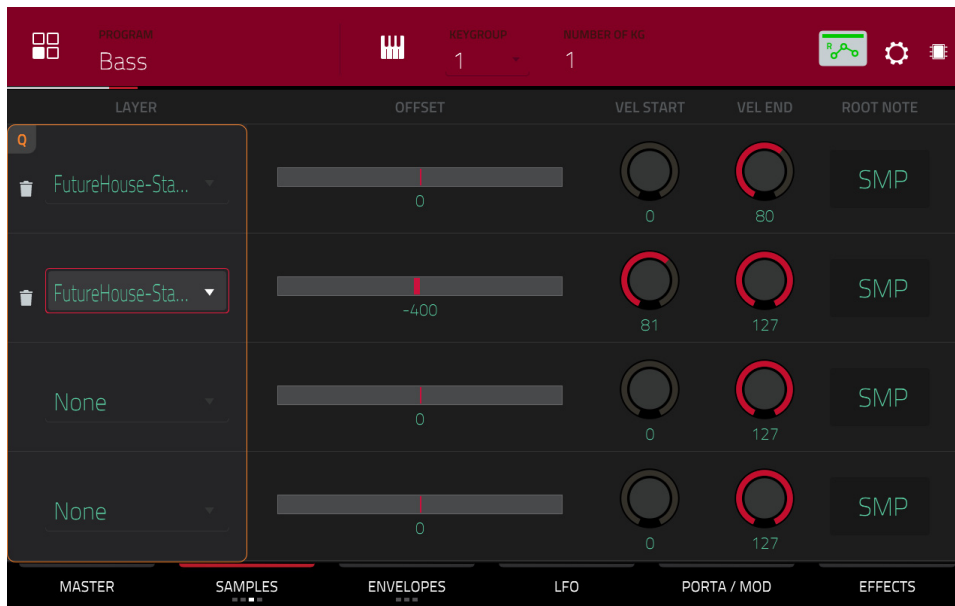 PROGRAM
Bass
KEYGROUP
1
NUMBER OF KG
1
R
LAYER OFFSET VEL START VEL END ROOT NOTE
Q
FutureHouse-Sta... 0 0 80 SMP
FutureHouse-Sta... -400 81 127 SMP
None 0 0 127 SMP
None 0 0 127 SMP
MASTER SAMPLES ENVELOPES LFO PORTA / MOD EFFECTS